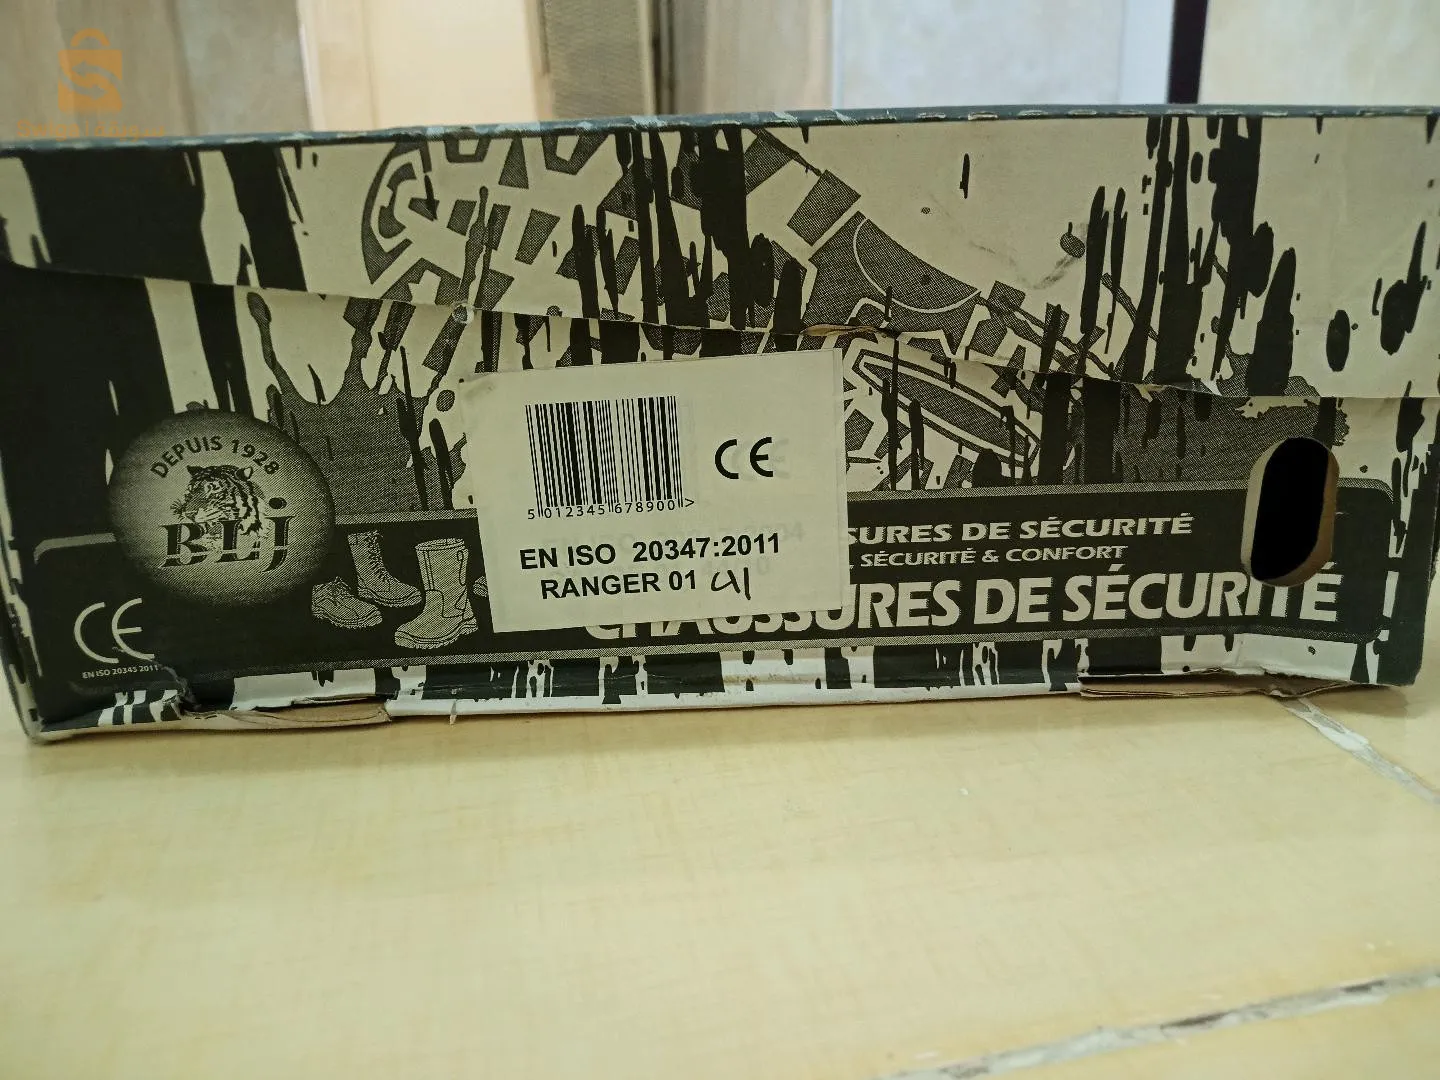 DEPUIS 1928
BLJ
CE
EN ISO 20345 2011
CE
5 012345 678900 >
EN ISO 20347:2011
RANGER 01 41
SURES DE SÉCURITÉ
SÉCURITÉ & CONFORT
CHAUSSURES DE SÉCURITÉ